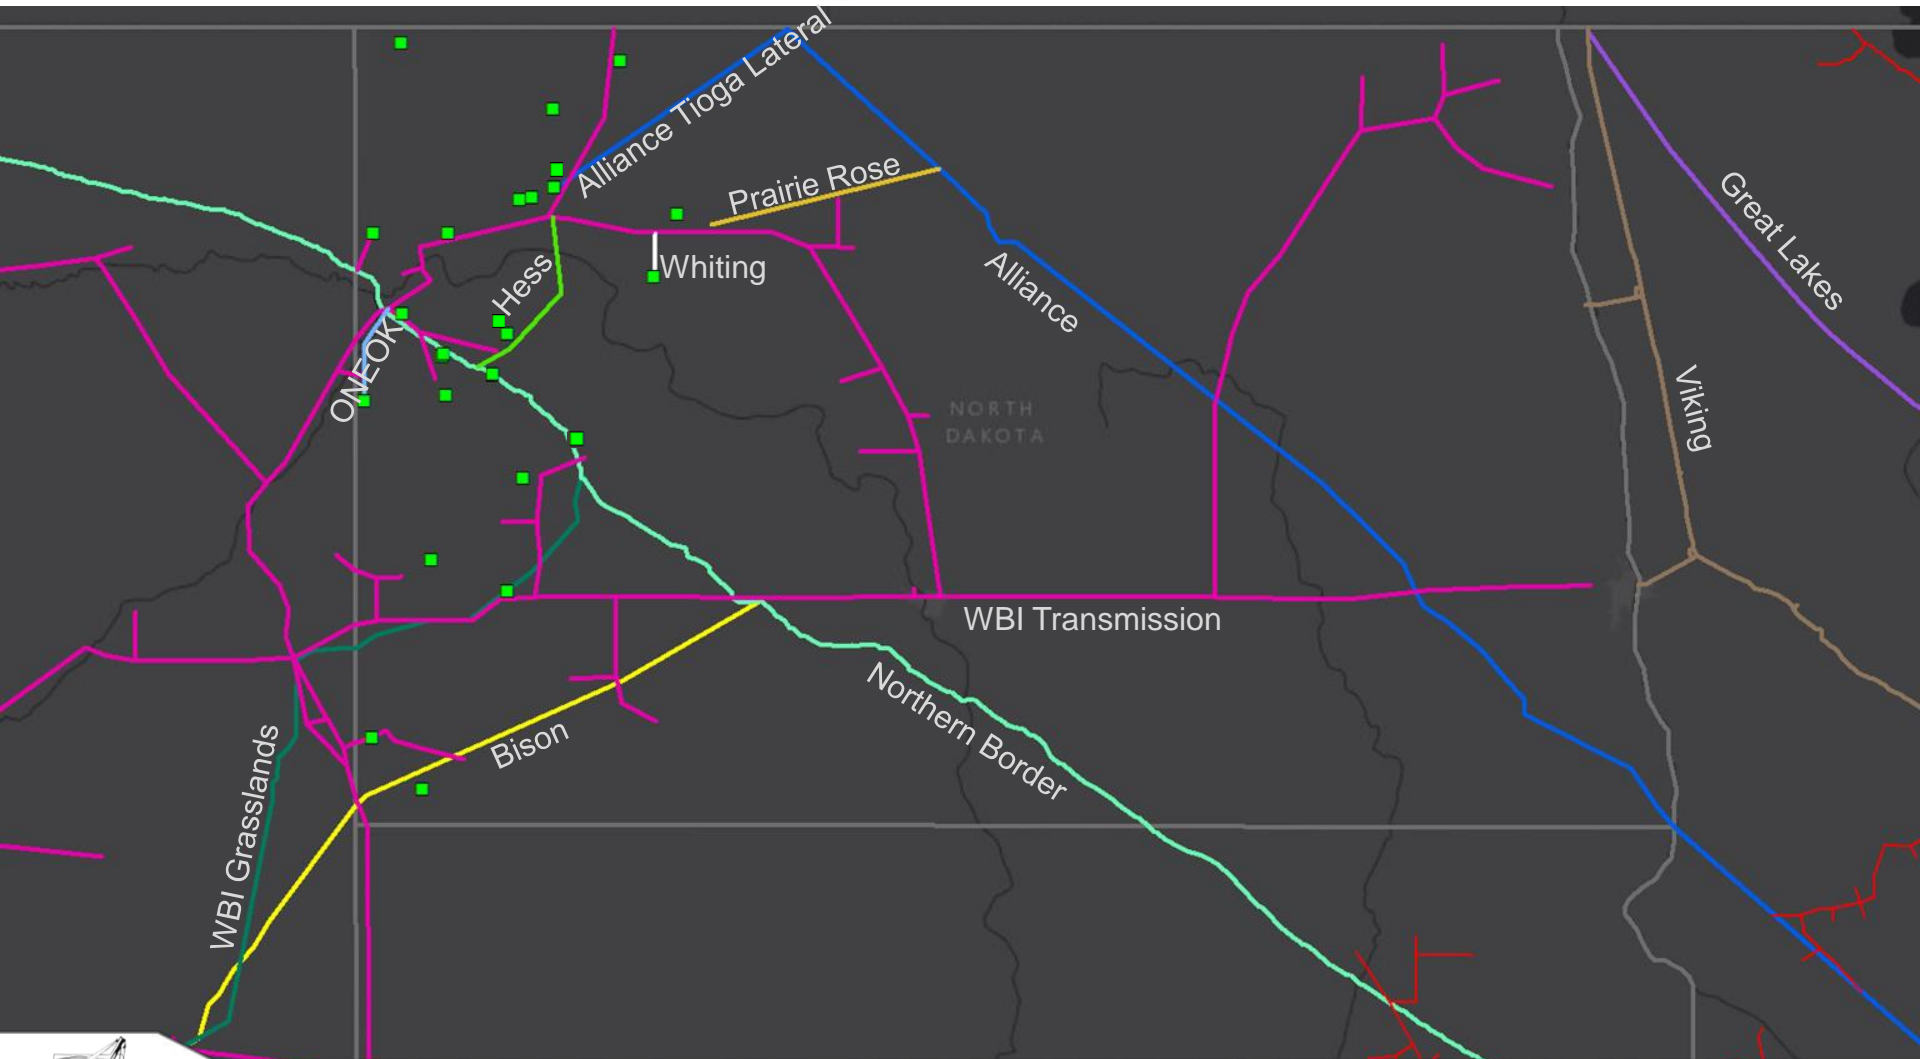 Alliance Tioga Lateral
Prairie Rose
Great Lakes
Hess
Whiting
Alliance
ONEOK
Viking
NORTH
DAKOTA
WBI Transmission
Northern Border
Bison
WBI Grasslands